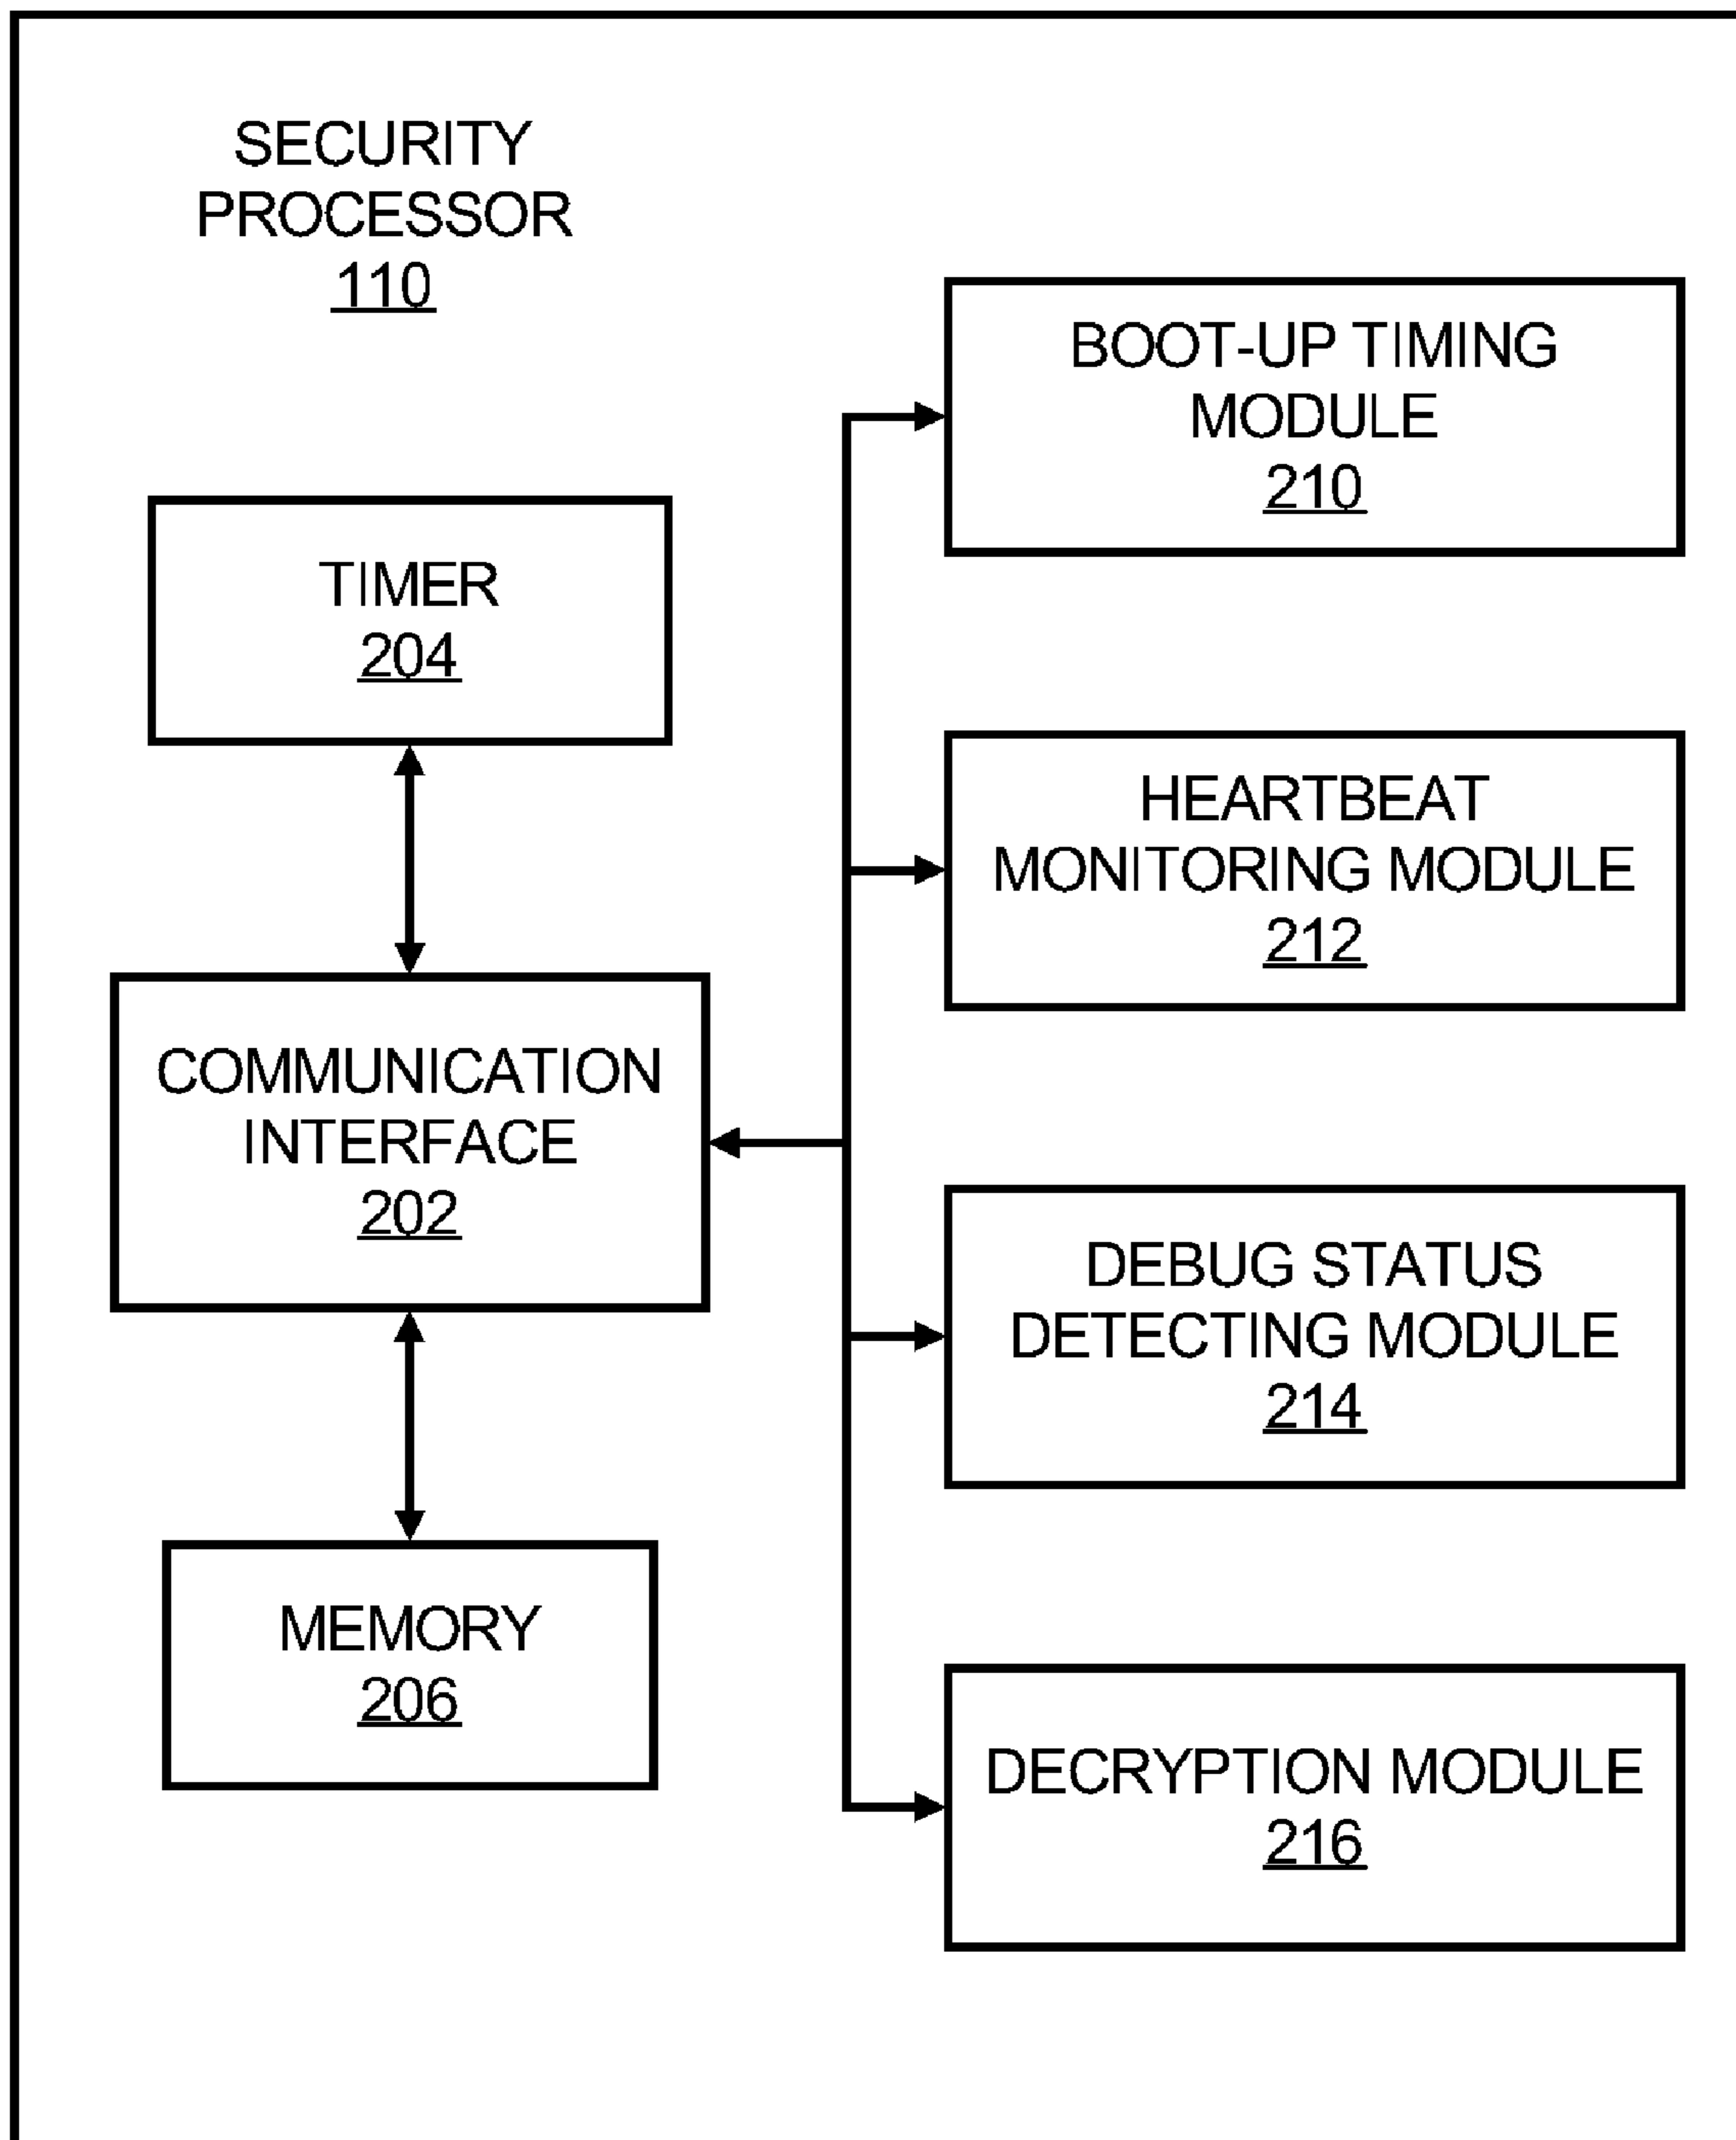 SECURITY
PROCESSOR
110
TIMER
204
COMMUNICATION
INTERFACE
202
MEMORY
206
BOOT-UP TIMING
MODULE
210
HEARTBEAT
MONITORING MODULE
212
DEBUG STATUS
DETECTING MODULE
214
DECRYPTION MODULE
216